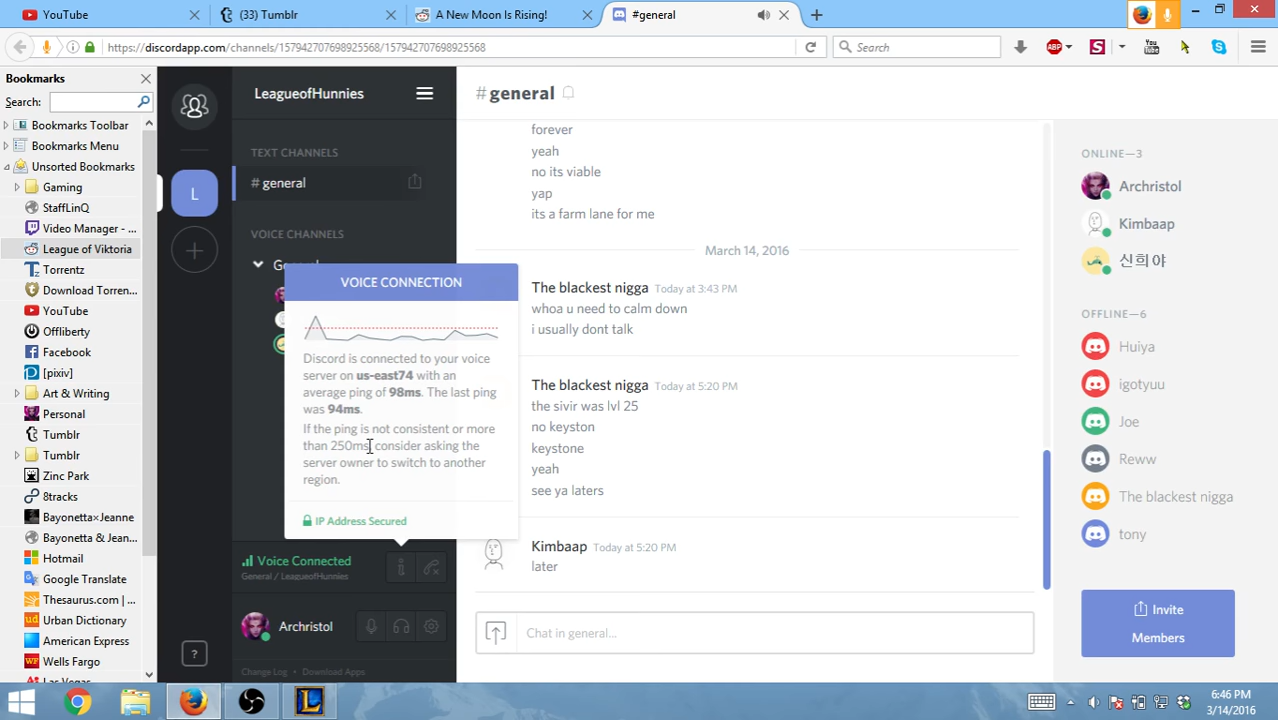 YouTube
(33) Tumblr
A New Moon Is Rising!
#general
https://discordapp.com/channels/157942707698925568/157942707698925568
Search
Bookmarks
Search:
Bookmarks Toolbar
Bookmarks Menu
Unsorted Bookmarks
Gaming
StaffLinQ
Video Manager - ...
League of Viktoria
Torntz
Download Torren...
YouTube
Offliberty
Facebook
[pixiv]
Art & Writing
Personal
Tumblr
Tumblr
Zinc Park
8tracks
Bayonetta×Jeanne
Bayonetta & Jean...
Hotmail
Google Translate
Thesaurus.com | ...
Urban Dictionary
American Express
Wells Fargo
L
?
LeagueofHunnies
TEXT CHANNELS
# general
VOICE CHANNELS
VOICE CONNECTION
Discord is connected to your voice
server on us-east74 with an
average ping of 98ms. The last ping
was 94ms.
If the ping is not consistent or more
than 250ms, consider asking the
server owner to switch to another
region.
IP Address Secured
Voice Connected
General / LeagueofHunnies
Archristol
Change Log • Download Apps
#general
forever
yeah
no its viable
yap
its a farm lane for me
March 14, 2016
The blackest nigga Today at 3:43 PM
whoa u need to calm down
i usually dont talk
The blackest nigga Today at 5:20 PM
the sivir was lvl 25
no keyston
keystone
yeah
see ya laters
Kimbaap Today at 5:20 PM
later
Chat in general...
ONLINE—3
Archristol
Kimbaap
신희야
OFFLINE—6
Huiya
igotyuu
Joe
Reww
The blackest nigga
tony
Invite
Members
6:46 PM
3/14/2016